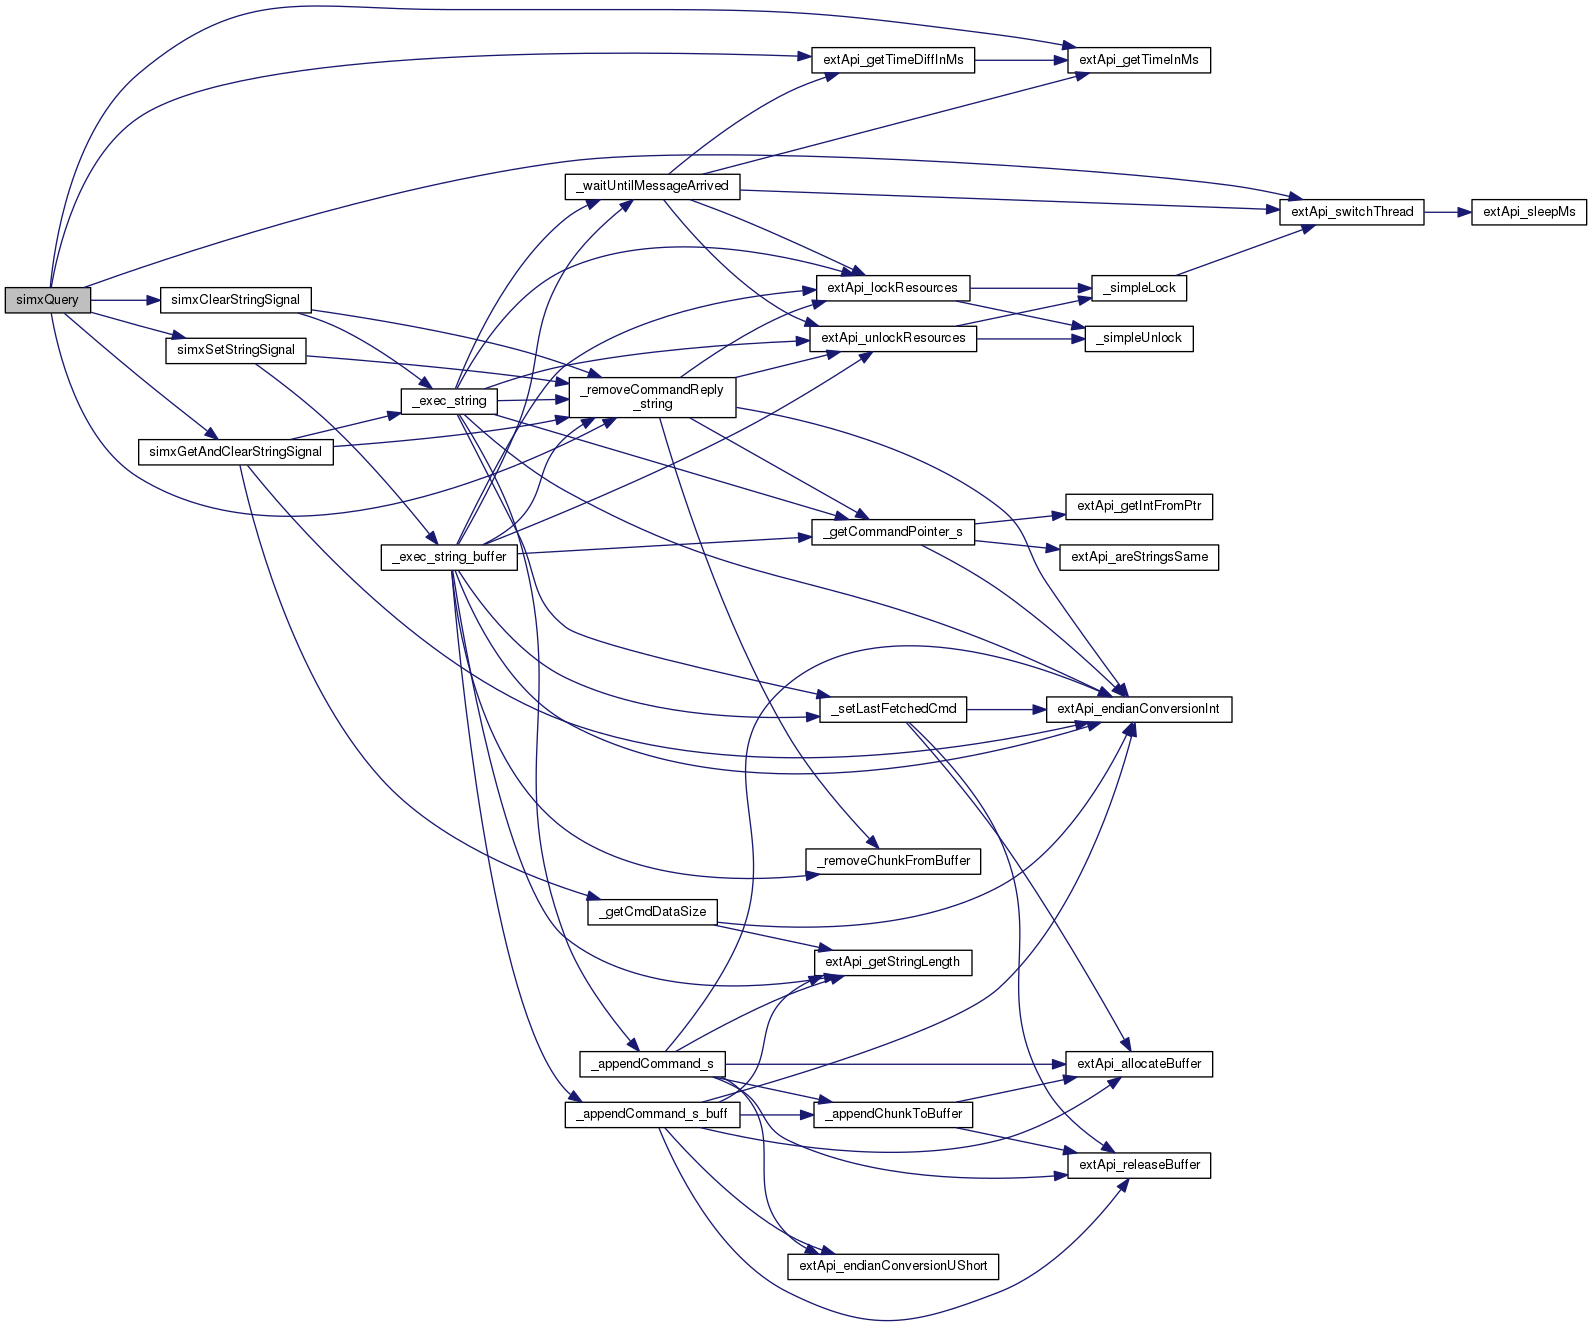 extApi_getTimeDiffInMs
extApi_getTimeInMs
_waitUntilMessageArrived
extApi_switchThread
extApi_sleepMs
simxQuery
simxClearStringSignal
extApi_lockResources
_simpleLock
simxSetStringSignal
extApi_unlockResources
_simpleUnlock
_exec_string
_removeCommandReply
_string
simxGetAndClearStringSignal
extApi_getIntFromPtr
_getCommandPointer_s
_exec_string_buffer
extApi_areStringsSame
_setLastFetchedCmd
extApi_endianConversionInt
_removeChunkFromBuffer
_getCmdDataSize
extApi_getStringLength
_appendCommand_s
extApi_allocateBuffer
_appendCommand_s_buff
_appendChunkToBuffer
extApi_releaseBuffer
extApi_endianConversionUShort